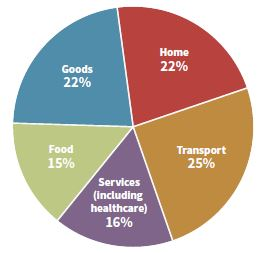 Home
22%
Goods
22%
Transport
25%
Food
15%
Services
(including
healthcare)
16%